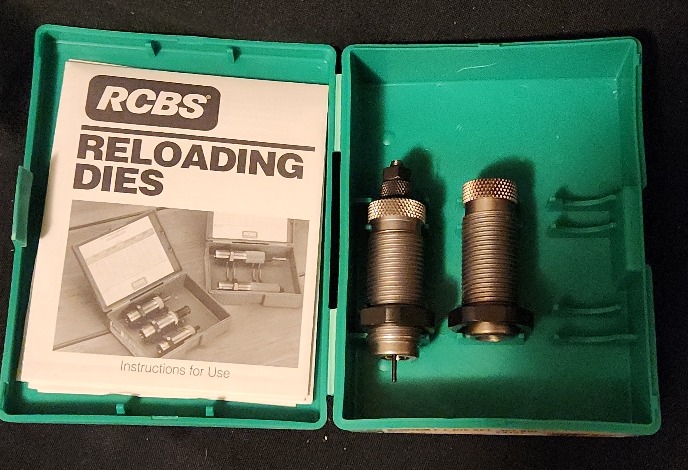 RCBS
RELOADING
DIES
Instructions for Use